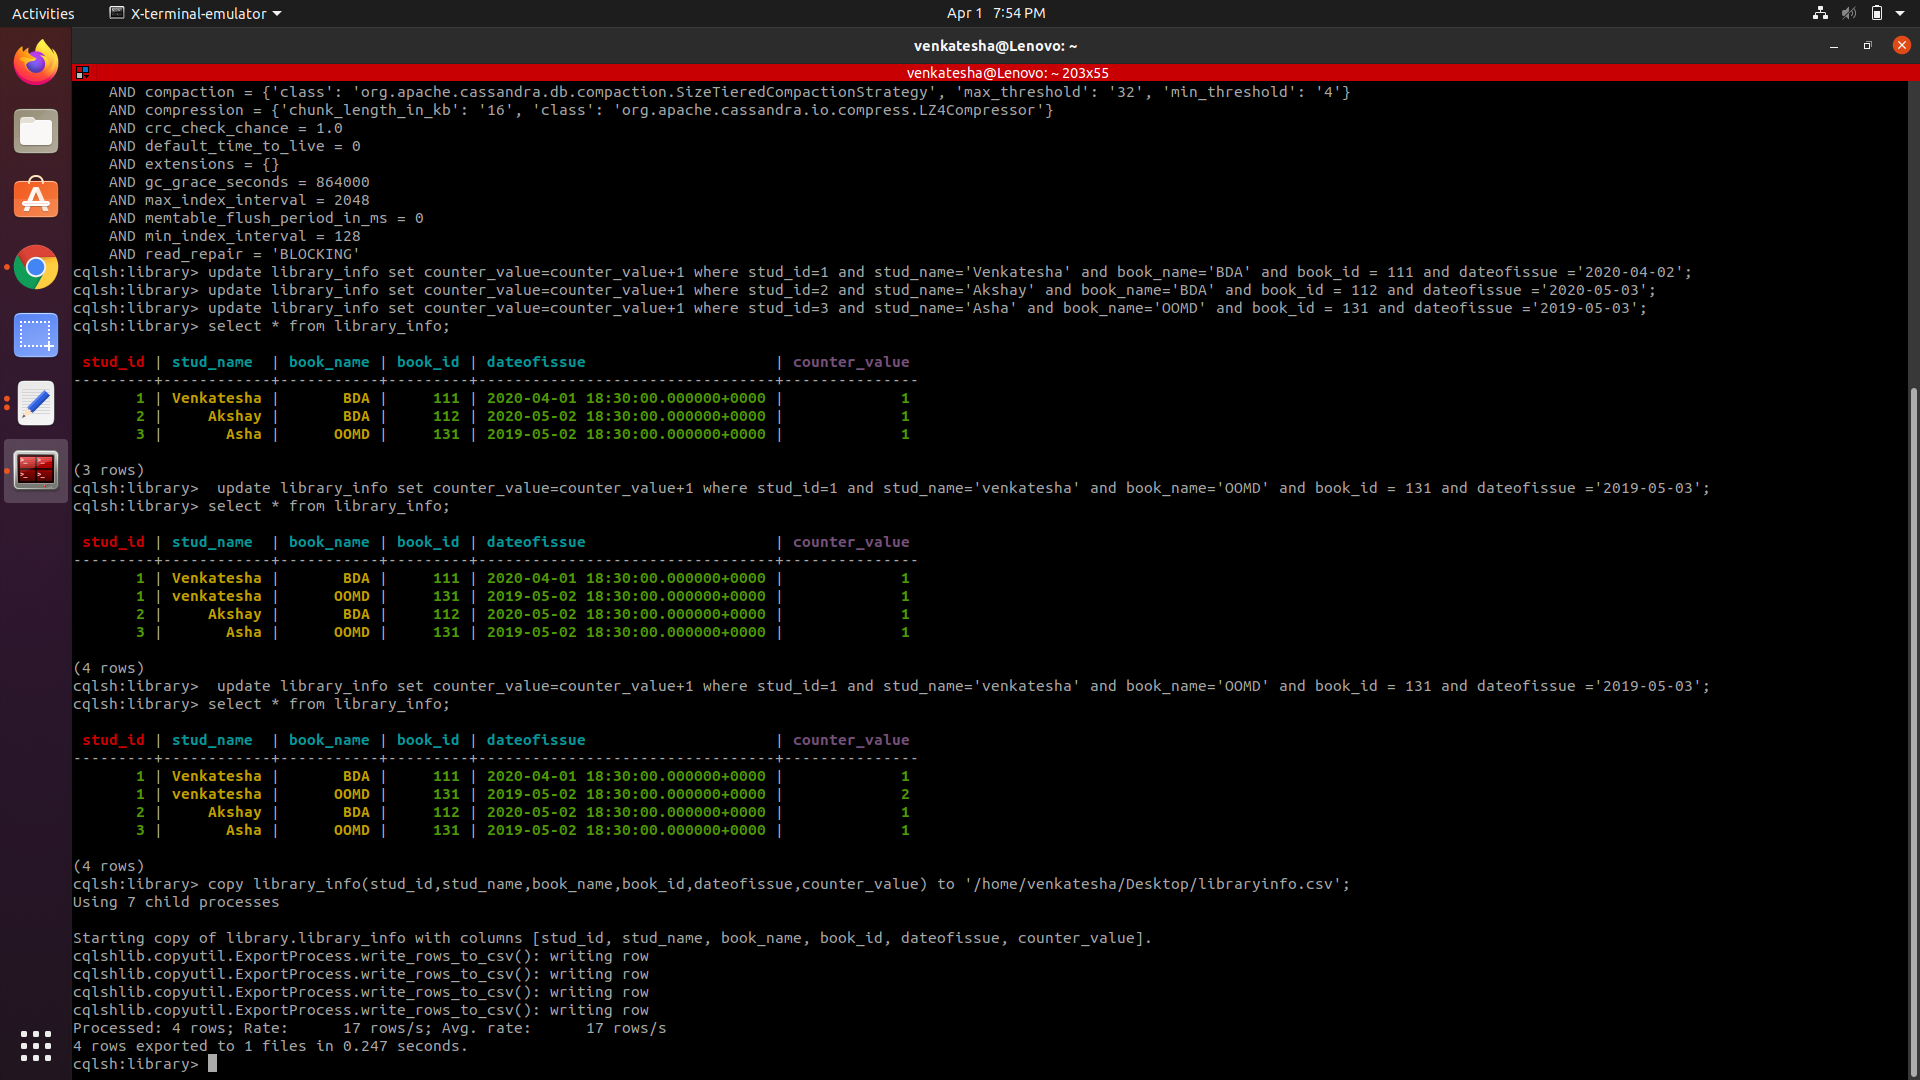 Activities X-terminal-emulator Apr 1 7:54 PM
venkatesha@Lenovo: ~
venkatesha@Lenovo: ~ 203x55
    AND compaction = {'class': 'org.apache.cassandra.db.compaction.SizeTieredCompactionStrategy', 'max_threshold': '32', 'min_threshold': '4'}
    AND compression = {'chunk_length_in_kb': '16', 'class': 'org.apache.cassandra.io.compress.LZ4Compressor'}
    AND crc_check_chance = 1.0
    AND default_time_to_live = 0
    AND extensions = {}
    AND gc_grace_seconds = 864000
    AND max_index_interval = 2048
    AND memtable_flush_period_in_ms = 0
    AND min_index_interval = 128
    AND read_repair = 'BLOCKING'
cqlsh:library> update library_info set counter_value=counter_value+1 where stud_id=1 and stud_name='Venkatesha' and book_name='BDA' and book_id = 111 and dateofissue ='2020-04-02';
cqlsh:library> update library_info set counter_value=counter_value+1 where stud_id=2 and stud_name='Akshay' and book_name='BDA' and book_id = 112 and dateofissue ='2020-05-03';
cqlsh:library> update library_info set counter_value=counter_value+1 where stud_id=3 and stud_name='Asha' and book_name='OOMD' and book_id = 131 and dateofissue ='2019-05-03';
cqlsh:library> select * from library_info;
 stud_id | stud_name  | book_name | book_id | dateofissue                     | counter_value
---------+------------+-----------+---------+---------------------------------+---------------
       1 | Venkatesha |       BDA |     111 | 2020-04-01 18:30:00.000000+0000 |             1
       2 |     Akshay |       BDA |     112 | 2020-05-02 18:30:00.000000+0000 |             1
       3 |       Asha |      OOMD |     131 | 2019-05-02 18:30:00.000000+0000 |             1
(3 rows)
cqlsh:library>  update library_info set counter_value=counter_value+1 where stud_id=1 and stud_name='venkatesha' and book_name='OOMD' and book_id = 131 and dateofissue ='2019-05-03';
cqlsh:library> select * from library_info;
 stud_id | stud_name  | book_name | book_id | dateofissue                     | counter_value
---------+------------+-----------+---------+---------------------------------+---------------
       1 | Venkatesha |       BDA |     111 | 2020-04-01 18:30:00.000000+0000 |             1
       1 | venkatesha |      OOMD |     131 | 2019-05-02 18:30:00.000000+0000 |             1
       2 |     Akshay |       BDA |     112 | 2020-05-02 18:30:00.000000+0000 |             1
       3 |       Asha |      OOMD |     131 | 2019-05-02 18:30:00.000000+0000 |             1
(4 rows)
cqlsh:library>  update library_info set counter_value=counter_value+1 where stud_id=1 and stud_name='venkatesha' and book_name='OOMD' and book_id = 131 and dateofissue ='2019-05-03';
cqlsh:library> select * from library_info;
 stud_id | stud_name  | book_name | book_id | dateofissue                     | counter_value
---------+------------+-----------+---------+---------------------------------+---------------
       1 | Venkatesha |       BDA |     111 | 2020-04-01 18:30:00.000000+0000 |             1
       1 | venkatesha |      OOMD |     131 | 2019-05-02 18:30:00.000000+0000 |             2
       2 |     Akshay |       BDA |     112 | 2020-05-02 18:30:00.000000+0000 |             1
       3 |       Asha |      OOMD |     131 | 2019-05-02 18:30:00.000000+0000 |             1
(4 rows)
cqlsh:library> copy library_info(stud_id,stud_name,book_name,book_id,dateofissue,counter_value) to '/home/venkatesha/Desktop/libraryinfo.csv';
Using 7 child processes
Starting copy of library.library_info with columns [stud_id, stud_name, book_name, book_id, dateofissue, counter_value].
cqlshlib.copyutil.ExportProcess.write_rows_to_csv(): writing row
cqlshlib.copyutil.ExportProcess.write_rows_to_csv(): writing row
cqlshlib.copyutil.ExportProcess.write_rows_to_csv(): writing row
cqlshlib.copyutil.ExportProcess.write_rows_to_csv(): writing row
Processed: 4 rows; Rate:      17 rows/s; Avg. rate:      17 rows/s
4 rows exported to 1 files in 0.247 seconds.
cqlsh:library>